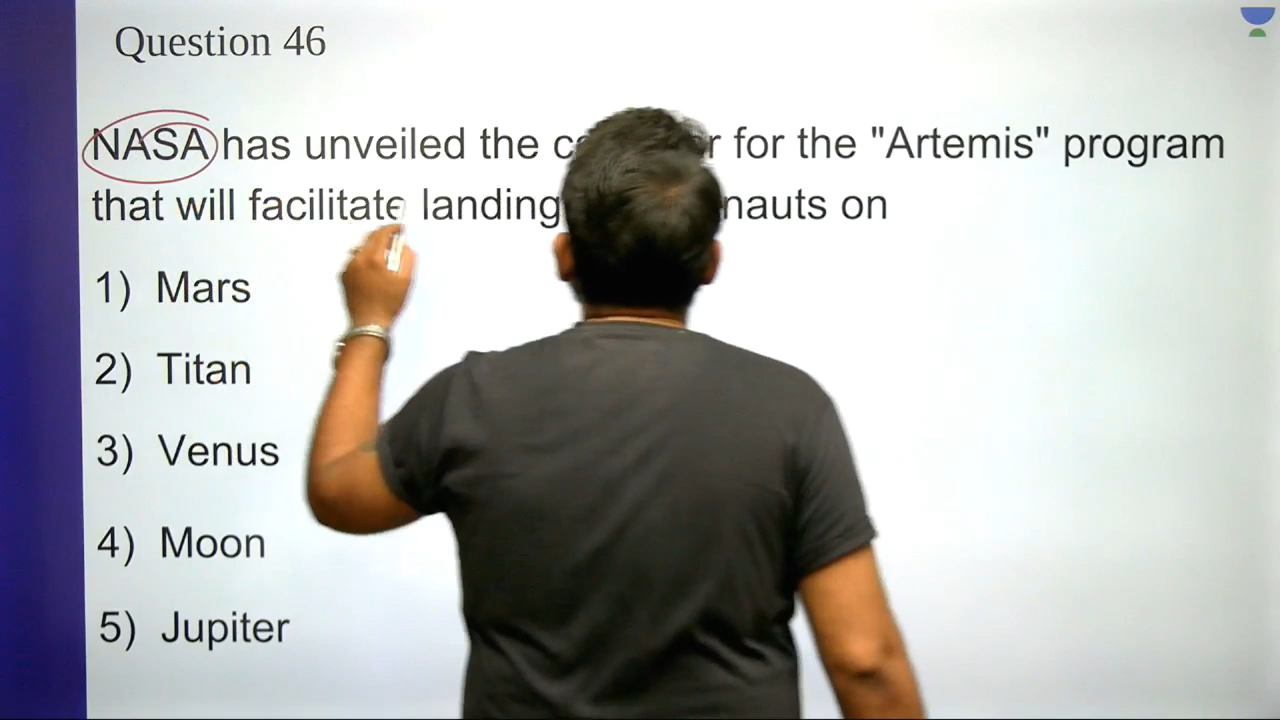 Question 46
NASA has unveiled the for the "Artemis" program
that will facilitate landing on
1) Mars
2) Titan
3) Venus
4) Moon
5) Jupiter